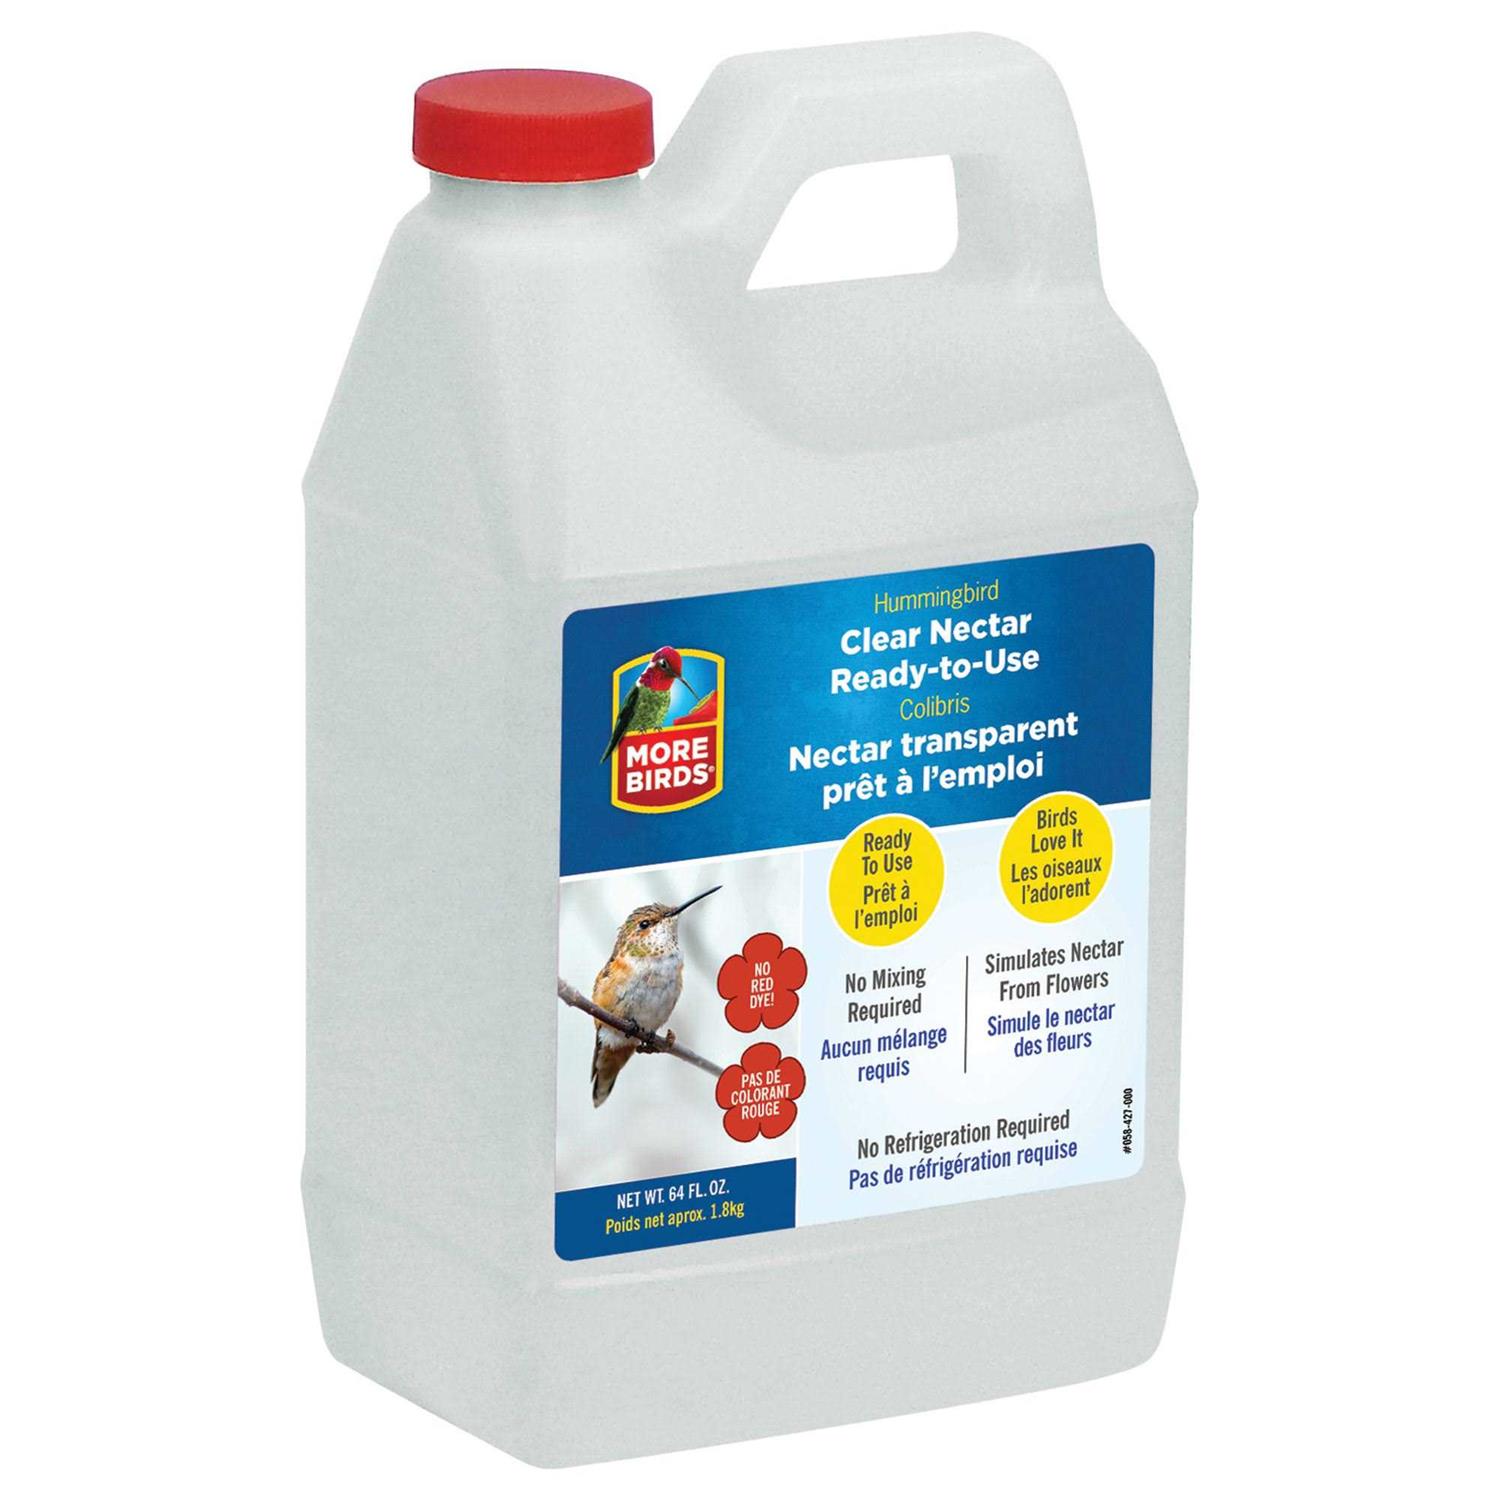 Hummingbird
Clear Nectar
Ready-to-Use
Colibris
Nectar transparent
prêt à l'emploi
MORE
BIRDS®
Ready
To Use
Prêt à
l'emploi
Birds
Love It
Les oiseaux
l'adorent
NO
RED
DYE!
PAS DE
COLORANT
ROUGE
No Mixing
Required
Aucun mélange
requis
Simulates Nectar
From Flowers
Simule le nectar
des fleurs
No Refrigeration Required
Pas de réfrigération requise
#058-427-000
NET WT. 64 FL. OZ.
Poids net aprox. 1.8kg